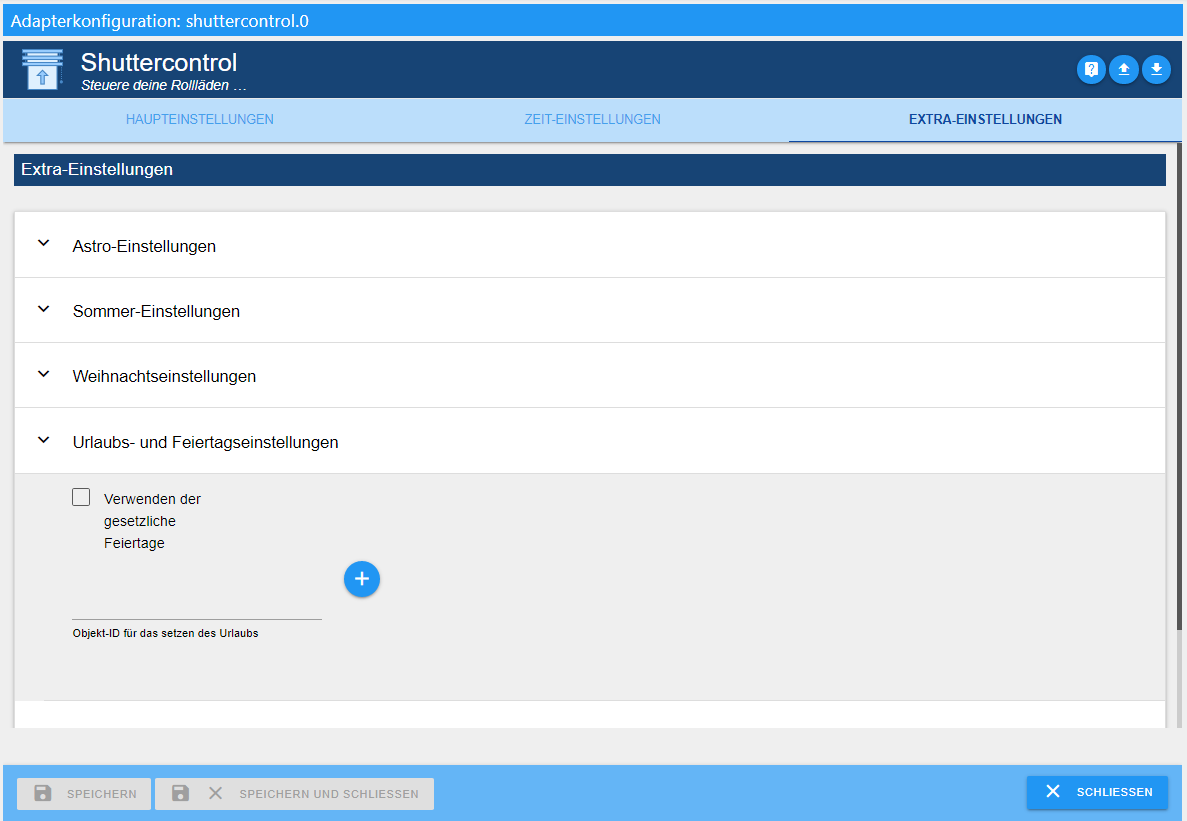 Adapterkonfiguration: shuttercontrol.0
Shuttercontrol
Steuere deine Rollläden …
HAUPTEINSTELLUNGEN
ZEIT-EINSTELLUNGEN
EXTRA-EINSTELLUNGEN
Extra-Einstellungen
Astro-Einstellungen
Sommer-Einstellungen
Weihnachtseinstellungen
Urlaubs- und Feiertagseinstellungen
Verwenden der
gesetzliche
Feiertage
Objekt-ID für das setzen des Urlaubs
SPEICHERN
SPEICHERN UND SCHLIESSEN
SCHLIESSEN